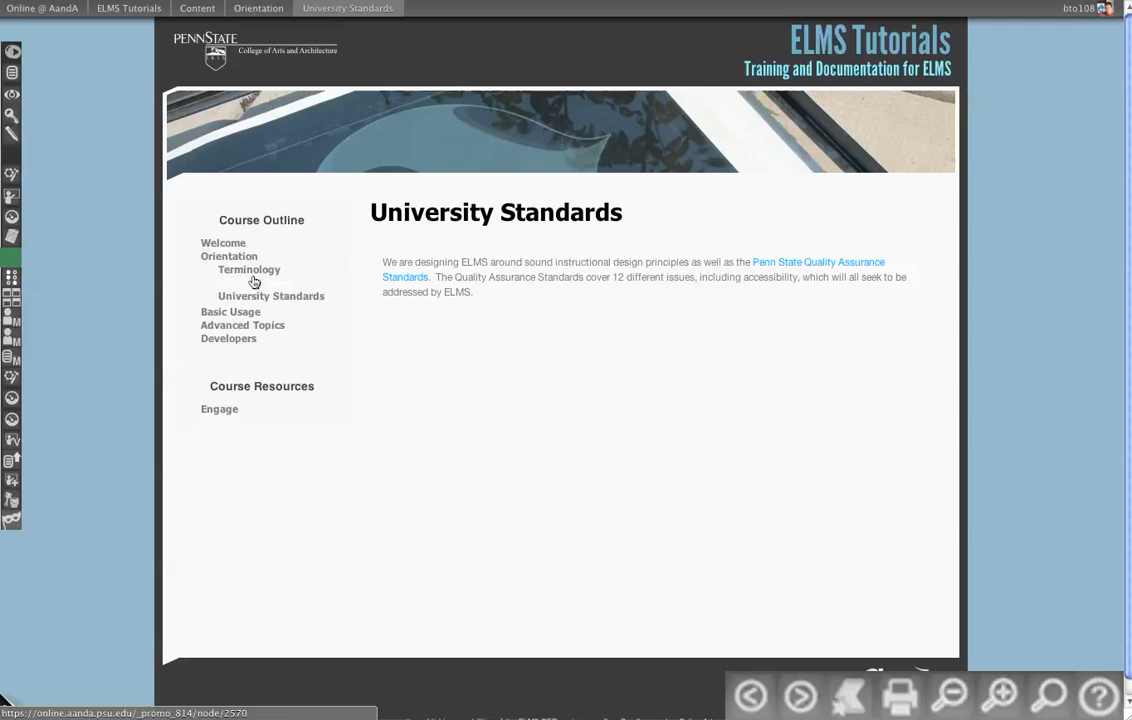 Online @ AandA ELMS Tutorials Content Orientation University Standards bto108
PENNSTATE
College of Arts and Architecture
1855
ELMS Tutorials
Training and Documentation for ELMS
Course Outline
Welcome
Orientation
Terminology
University Standards
Basic Usage
Advanced Topics
Developers
Course Resources
Engage
University Standards
We are designing ELMS around sound instructional design principles as well as the Penn State Quality Assurance
Standards. The Quality Assurance Standards cover 12 different issues, including accessibility, which will all seek to be
addressed by ELMS.
https://online.aanda.psu.edu/_promo_814/node/2570